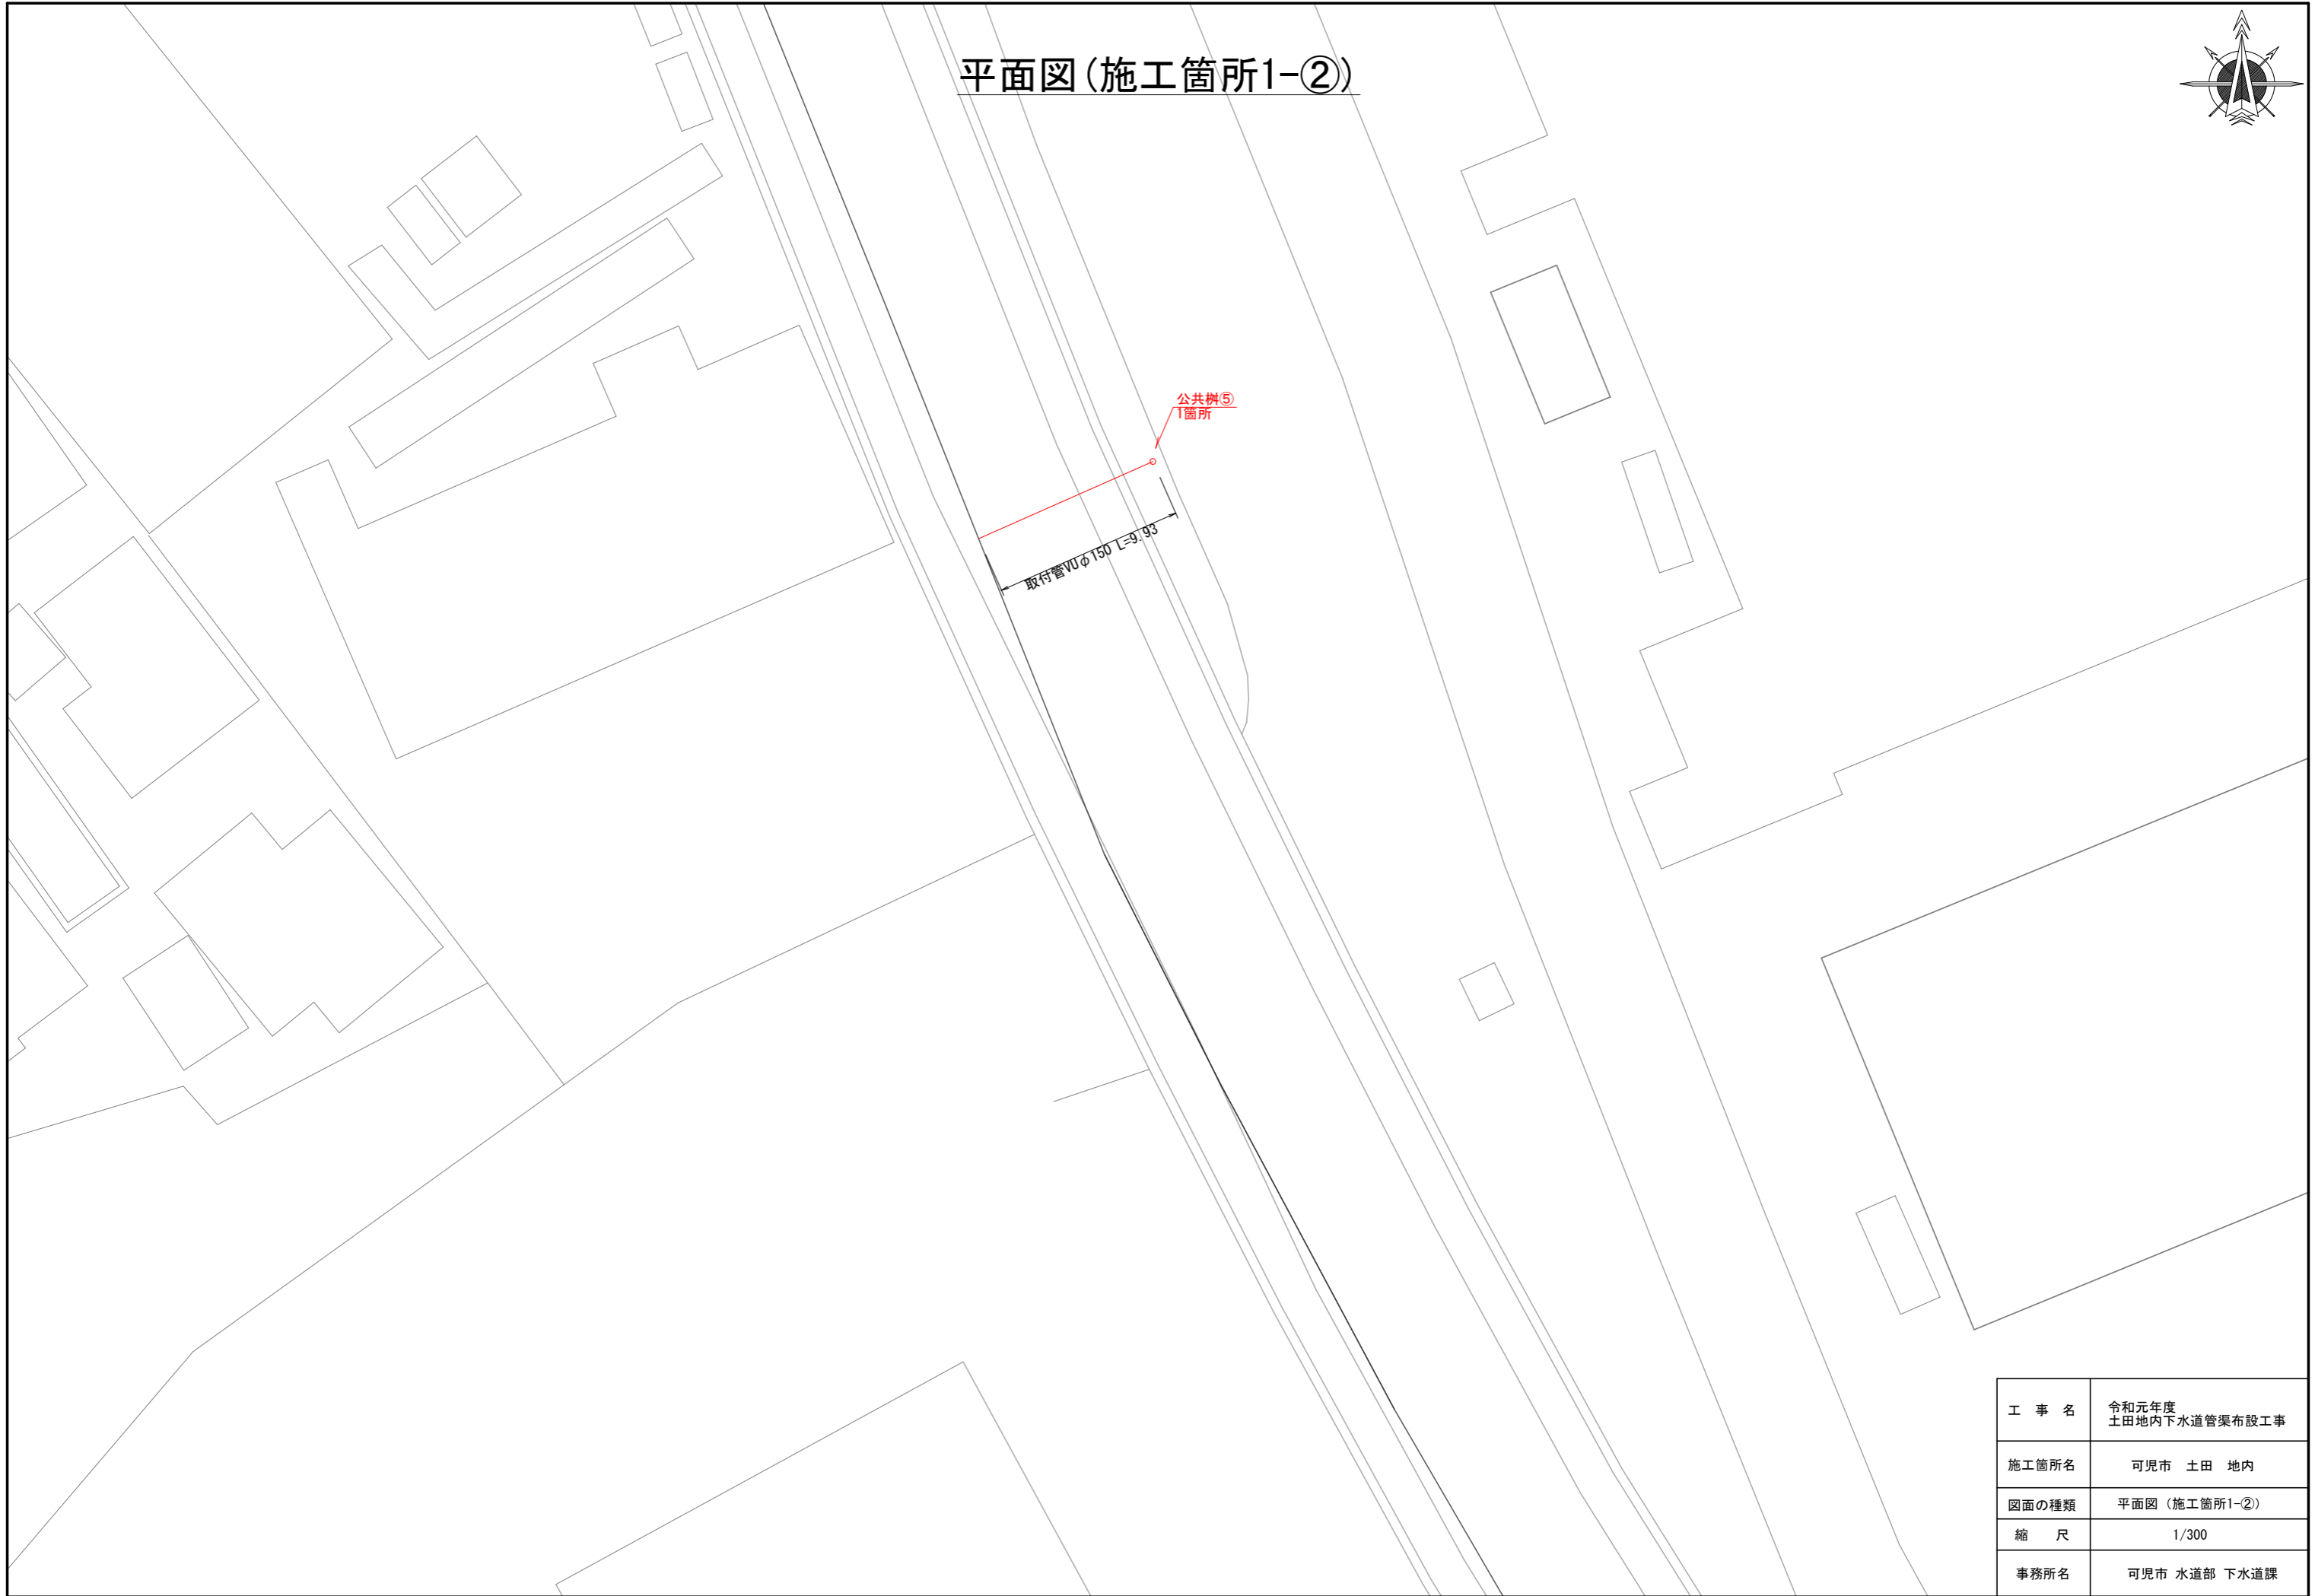 平面図(施工箇所1-②)
公共桝⑤
1箇所
取付管VUφ150 L=9.93
工 事 名
令和元年度
土田地内下水道管渠布設工事
施工箇所名
可児市 土田 地内
図面の種類
平面図(施工箇所1-②)
縮 尺
1/300
事務所名
可児市 水道部 下水道課